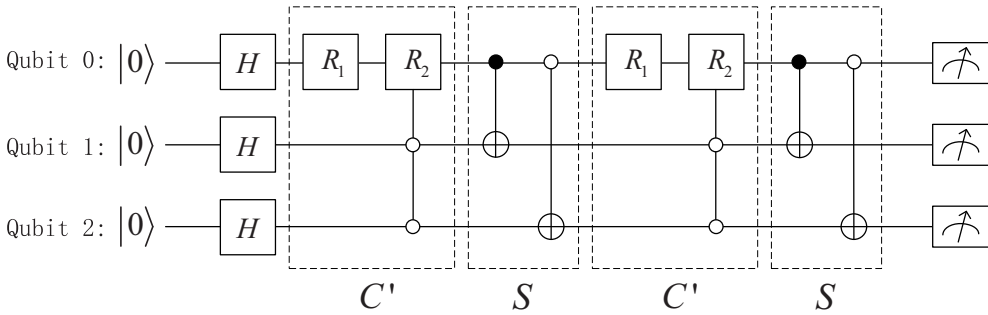 Qubit 0: |0⟩ H R₁ R₂ R₁ R₂
Qubit 1: |0⟩ H
Qubit 2: |0⟩ H
C' S C' S